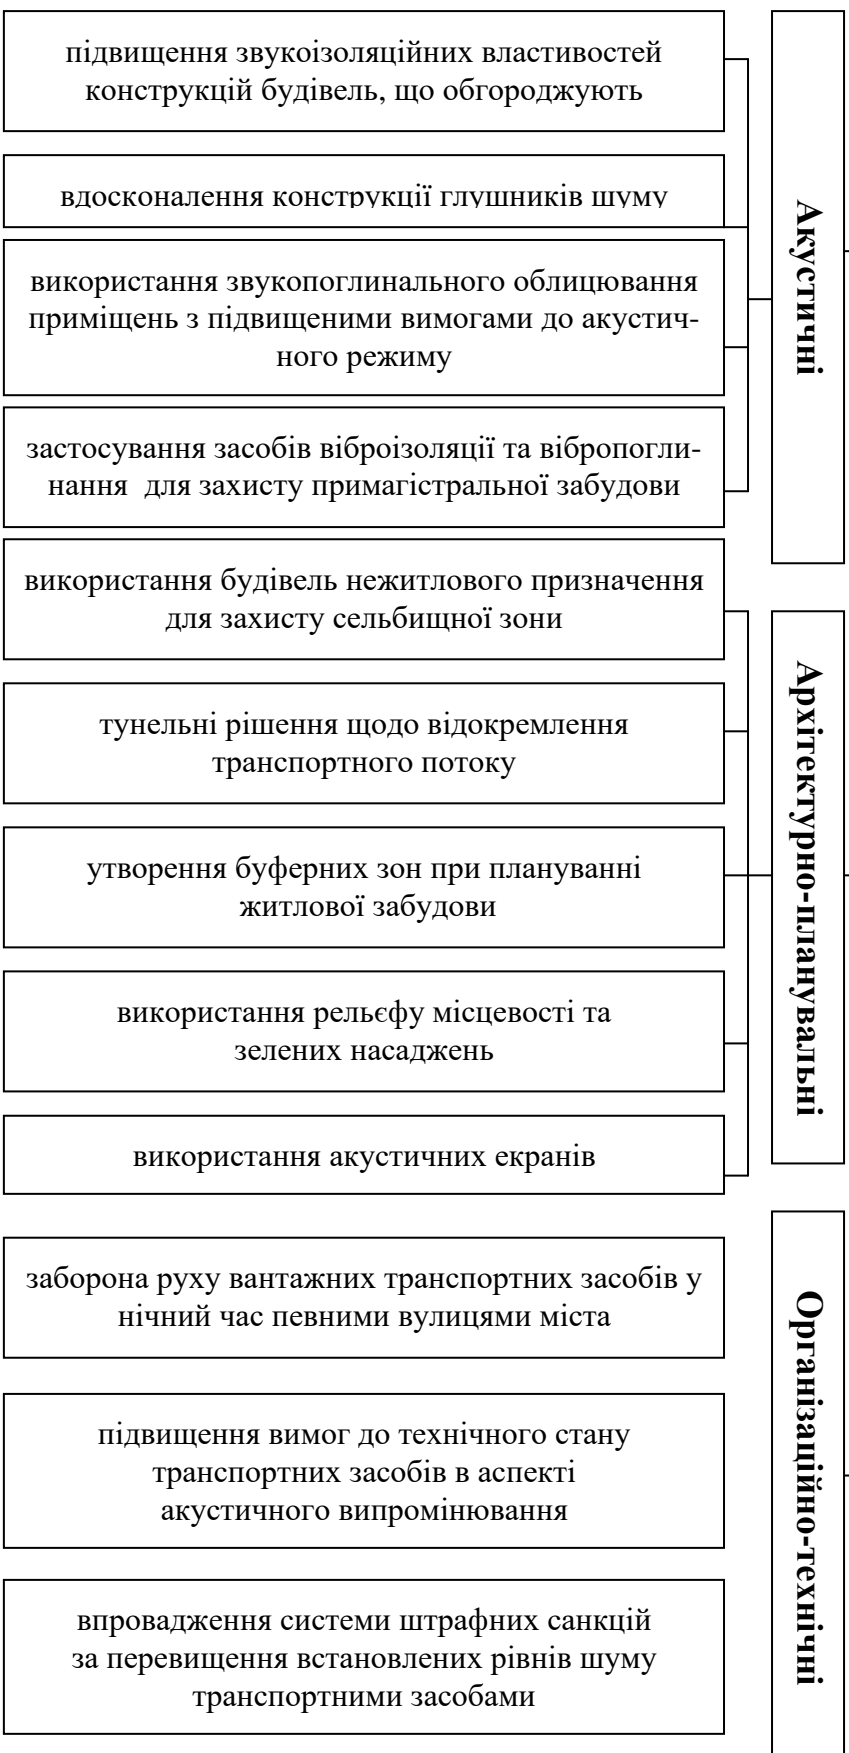 підвищення звукоізоляційних властивостей
конструкцій будівель, що обгороджують
вдосконалення конструкції глушників шуму
використання звукопоглинального облицювання
приміщень з підвищеними вимогами до акустич-
ного режиму
застосування засобів віброізоляції та вібропогли-
нання для захисту примагістральної забудови
Акустичні
використання будівель нежитлового призначення
для захисту сельбищної зони
тунельні рішення щодо відокремлення
транспортного потоку
утворення буферних зон при плануванні
житлової забудови
використання рельєфу місцевості та
зелених насаджень
використання акустичних екранів
Архітектурно-планувальні
заборона руху вантажних транспортних засобів у
нічний час певними вулицями міста
підвищення вимог до технічного стану
транспортних засобів в аспекті
акустичного випромінювання
впровадження системи штрафних санкцій
за перевищення встановлених рівнів шуму
транспортними засобами
Організаційно-технічні